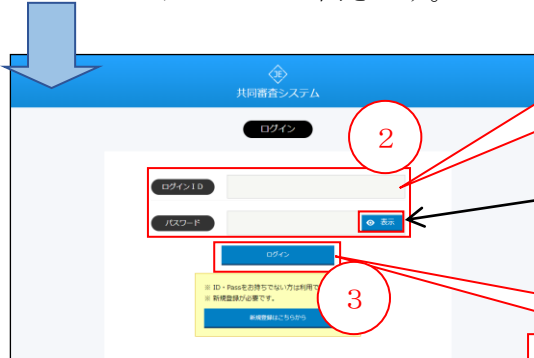 共同審査システム
ログイン
2
ログインID
パスワード
表示
ログイン
※ ID・Passをお持ちでない方は利用で
※ 新規登録が必要です。
3
新規登録はこちらから